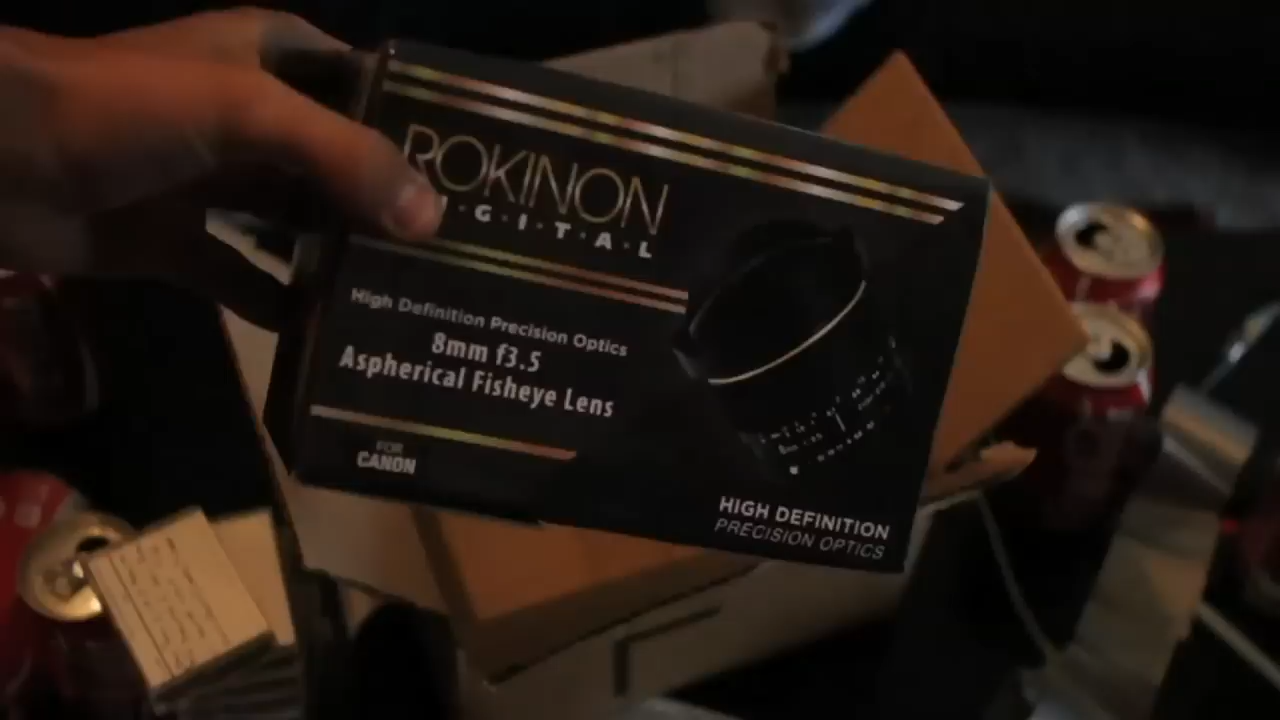 ROKINON
I·G·I·T·A·L
High Definition Precision Optics
8mm f3.5
Aspherical Fisheye Lens
FOR
CANON
HIGH DEFINITION
PRECISION OPTICS